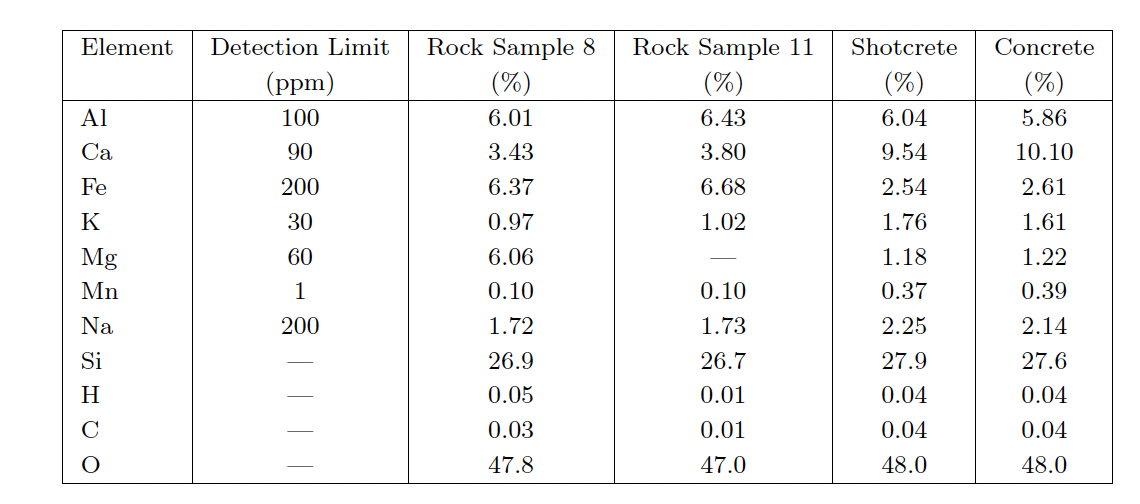 Element Detection Limit Rock Sample 8 Rock Sample 11 Shotcrete Concrete
(ppm) (%) (%) (%) (%)
Al 100 6.01 6.43 6.04 5.86
Ca 90 3.43 3.80 9.54 10.10
Fe 200 6.37 6.68 2.54 2.61
K 30 0.97 1.02 1.76 1.61
Mg 60 6.06 — 1.18 1.22
Mn 1 0.10 0.10 0.37 0.39
Na 200 1.72 1.73 2.25 2.14
Si — 26.9 26.7 27.9 27.6
H — 0.05 0.01 0.04 0.04
C — 0.03 0.01 0.04 0.04
O — 47.8 47.0 48.0 48.0